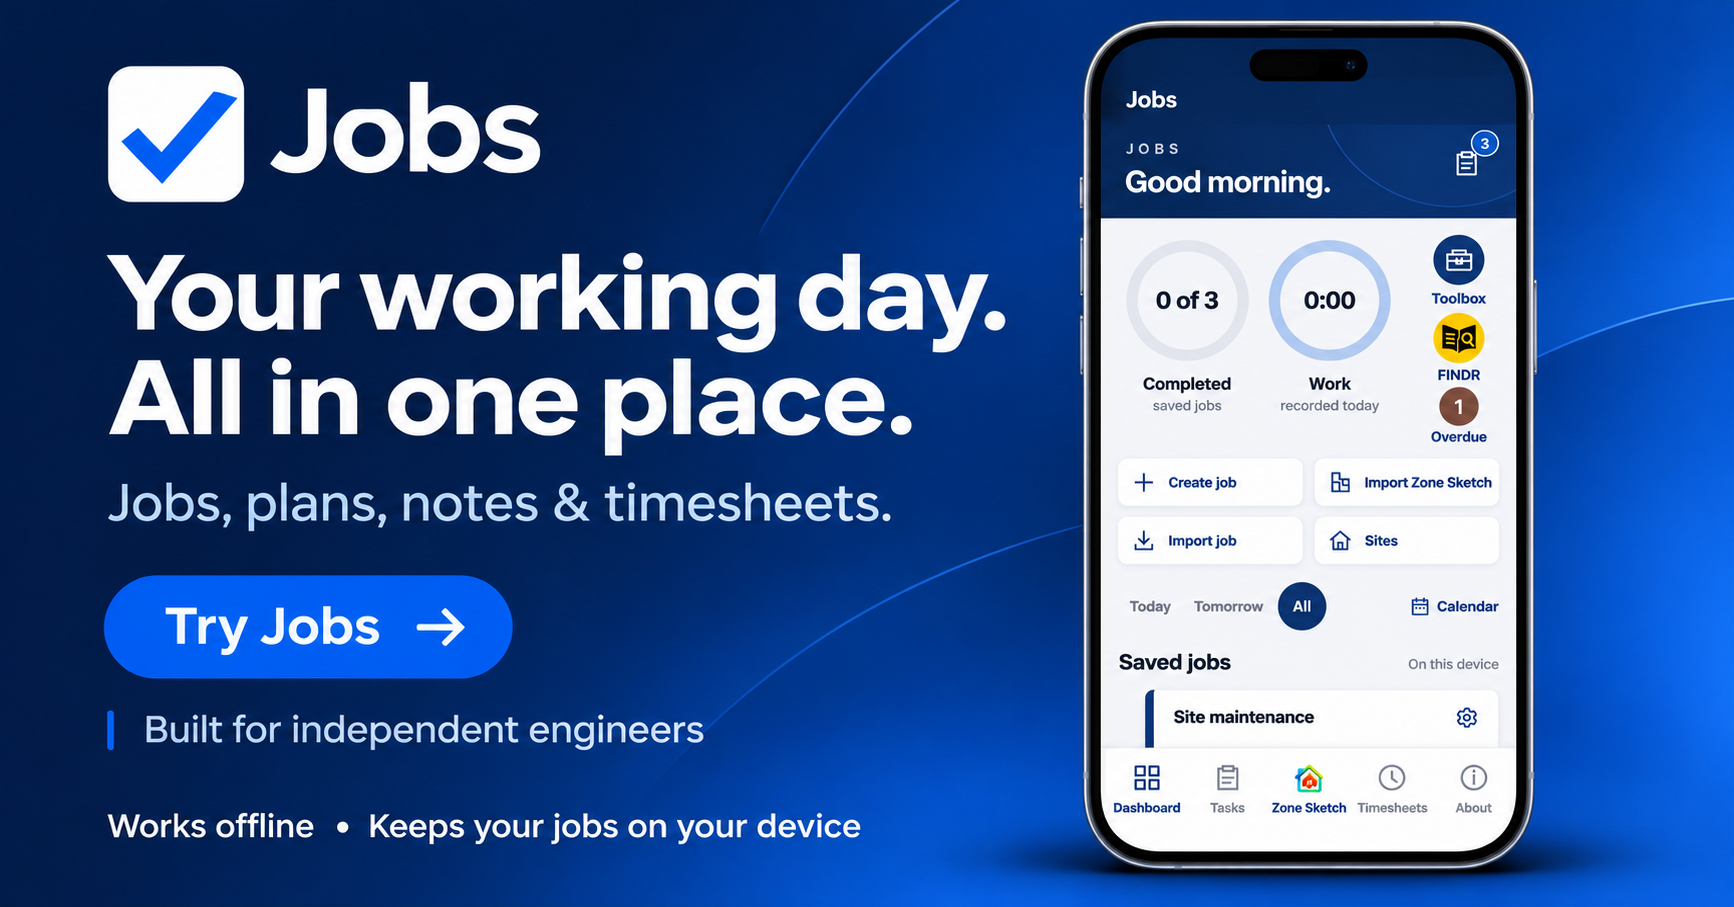 Jobs
Your working day.
All in one place.
Jobs, plans, notes & timesheets.
Try Jobs →
Built for independent engineers
Works offline • Keeps your jobs on your device
Jobs
JOBS
3
Good morning.
0 of 3
Completed
saved jobs
0:00
Work
recorded today
Toolbox
FINDR
1
Overdue
Create job
Import Zone Sketch
Import job
Sites
Today
Tomorrow
All
Calendar
Saved jobs
On this device
Site maintenance
Dashboard
Tasks
Zone Sketch
Timesheets
About